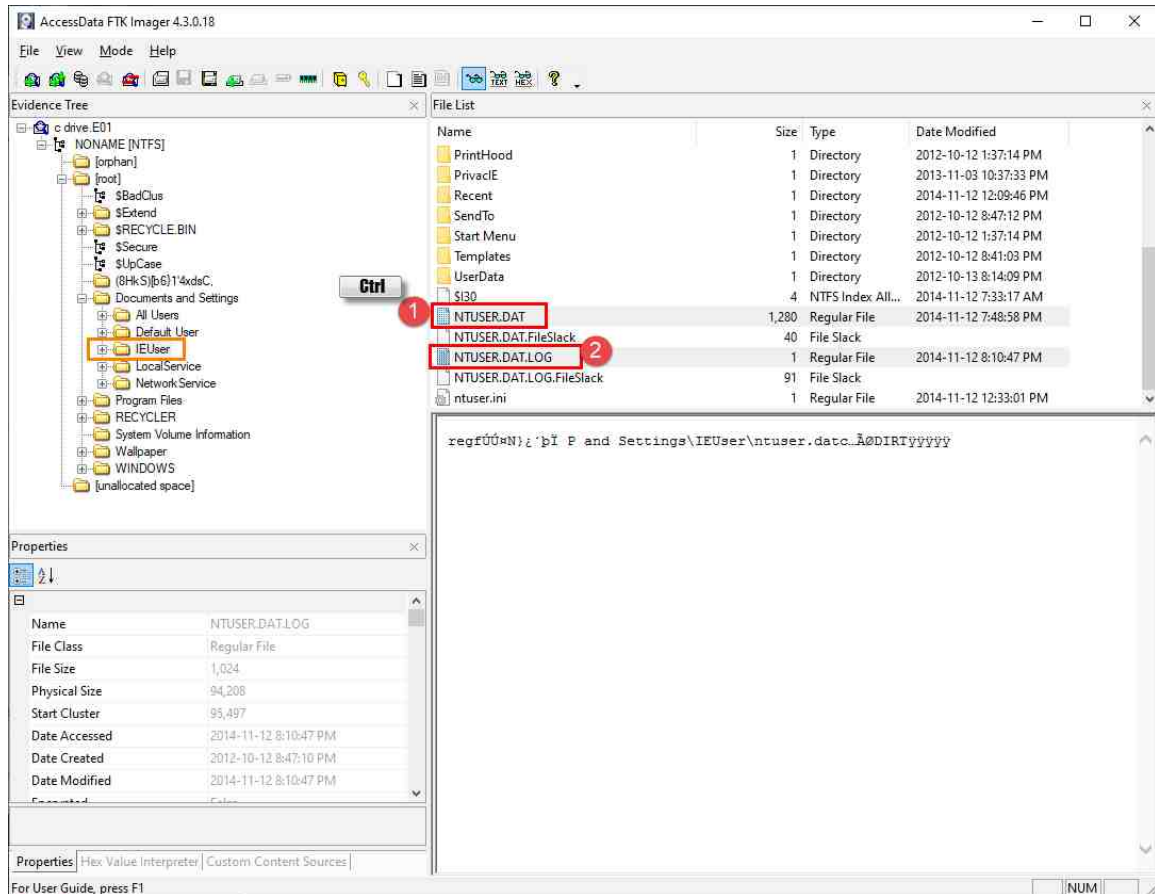 AccessData FTK Imager 4.3.0.18
File View Mode Help
Evidence Tree
c drive.E01
NONAME [NTFS]
[orphan]
[root]
$BadClus
$Extend
$RECYCLE.BIN
$Secure
$UpCase
(8HkS)[b6}1'4xdsC,
Documents and Settings
All Users
Default User
IEUser
LocalService
NetworkService
Program Files
RECYCLER
System Volume Information
Wallpaper
WINDOWS
[unallocated space]
Ctrl
File List
Name Size Type Date Modified
PrintHood 1 Directory 2012-10-12 1:37:14 PM
PrivacIE 1 Directory 2013-11-03 10:37:33 PM
Recent 1 Directory 2014-11-12 12:09:46 PM
SendTo 1 Directory 2012-10-12 8:47:12 PM
Start Menu 1 Directory 2012-10-12 1:37:14 PM
Templates 1 Directory 2012-10-12 8:41:03 PM
UserData 1 Directory 2012-10-13 8:14:09 PM
$I30 4 NTFS Index All... 2014-11-12 7:33:17 AM
1 NTUSER.DAT 1,280 Regular File 2014-11-12 7:48:58 PM
NTUSER.DAT.FileSlack 40 File Slack
NTUSER.DAT.LOG 2 1 Regular File 2014-11-12 8:10:47 PM
NTUSER.DAT.LOG.FileSlack 91 File Slack
ntuser.ini 1 Regular File 2014-11-12 12:33:01 PM
regfÚÚ¤N}¿´þÏ P and Settings\IEUser\ntuser.datc…ÅØDIRTÿÿÿÿÿ
Properties
Name NTUSER.DAT.LOG
File Class Regular File
File Size 1,024
Physical Size 94,208
Start Cluster 95,497
Date Accessed 2014-11-12 8:10:47 PM
Date Created 2012-10-12 8:47:10 PM
Date Modified 2014-11-12 8:10:47 PM
Properties Hex Value Interpreter Custom Content Sources
For User Guide, press F1
NUM